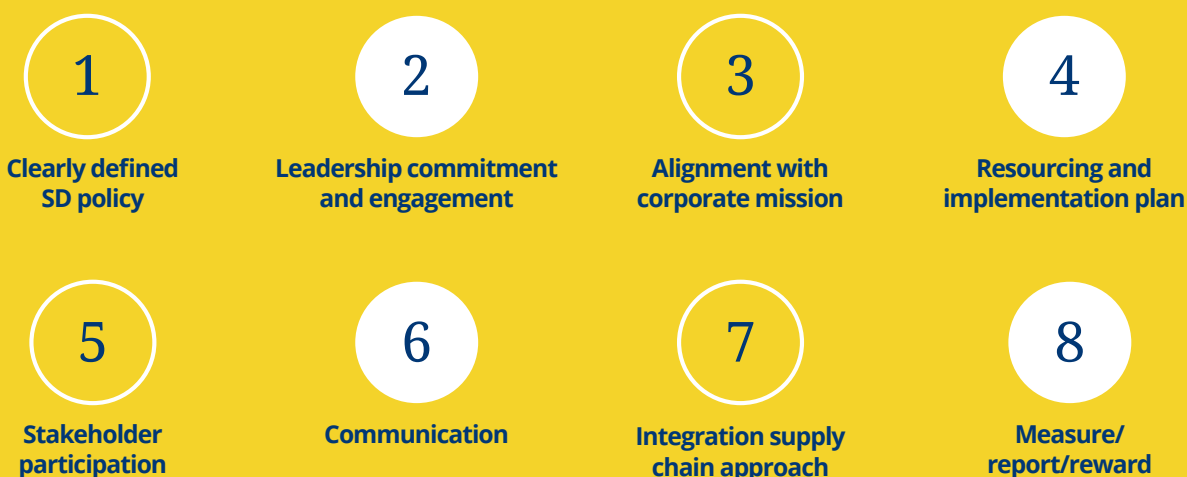 1
Clearly defined
SD policy
2
Leadership commitment
and engagement
3
Alignment with
corporate mission
4
Resourcing and
implementation plan
5
Stakeholder
participation
6
Communication
7
Integration supply
chain approach
8
Measure/
report/reward